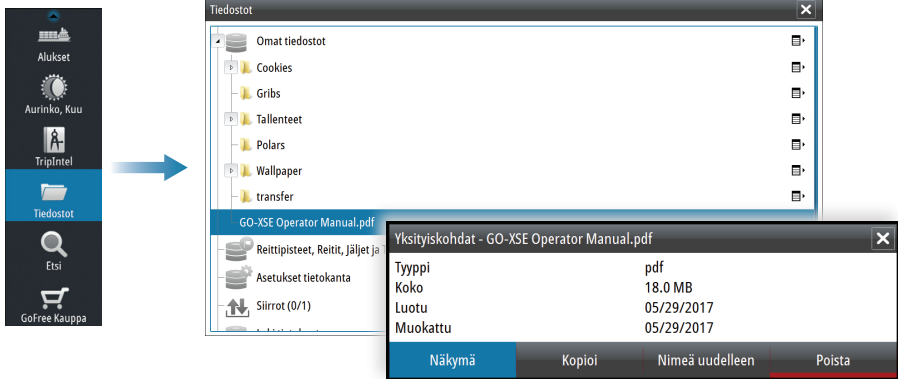 Alukset
Aurinko, Kuu
TripIntel
Tiedostot
Etsi
GoFree Kauppa
Tiedostot
Omat tiedostot
Cookies
Gribs
Tallenteet
Polars
Wallpaper
transfer
GO-XSE Operator Manual.pdf
Reittipisteet, Reitit, Jäljet ja
Asetukset tietokanta
Siirrot (0/1)
Yksityiskohdat - GO-XSE Operator Manual.pdf
Tyyppi pdf
Koko 18.0 MB
Luotu 05/29/2017
Muokattu 05/29/2017
Näkymä Kopioi Nimeä uudelleen Poista